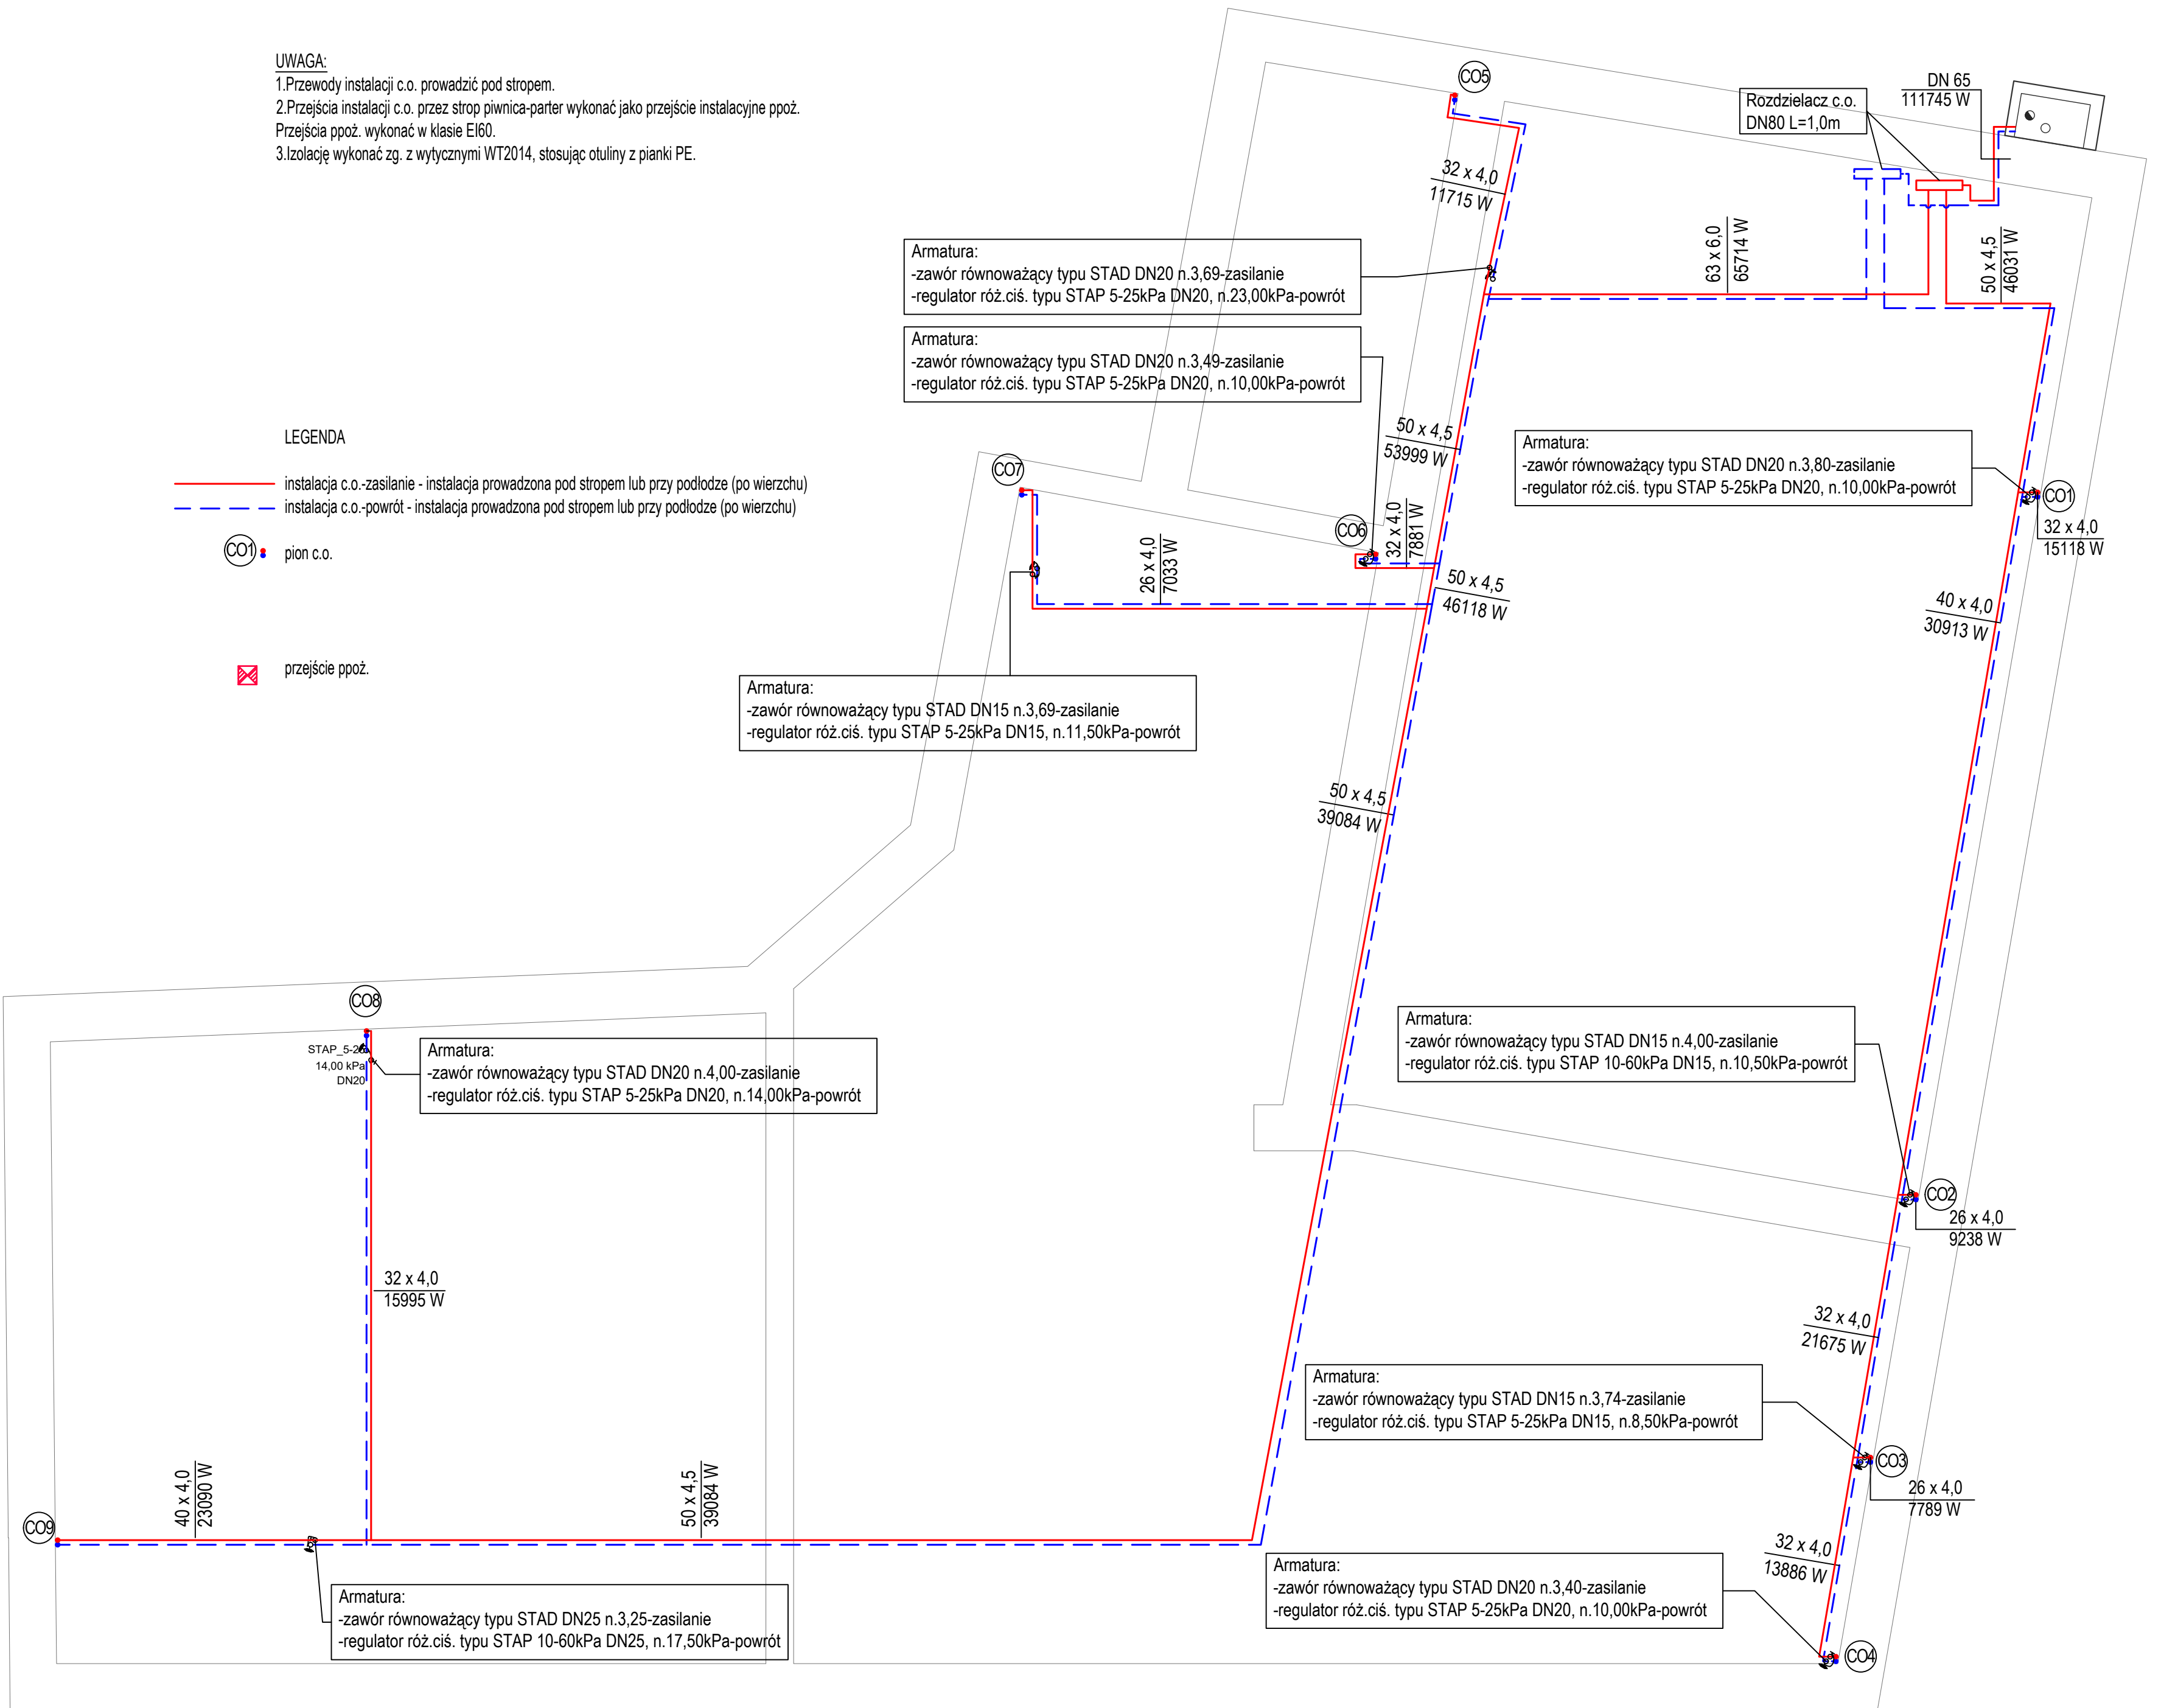 UWAGA:
1.Przewody instalacji c.o. prowadzić pod stropem.
2.Przejścia instalacji c.o. przez strop piwnica-parter wykonać jako przejście instalacyjne ppoż.
Przejścia ppoż. wykonać w klasie EI60.
3.Izolację wykonać zg. z wytycznymi WT2014, stosując otuliny z pianki PE.
CO5
Rozdzielacz c.o.
DN80 L=1,0m
DN 65
111745 W
32 x 4,0
11715 W
63 x 6,0
65714 W
50 x 4,5
46031 W
Armatura:
-zawór równoważący typu STAD DN20 n.3,69-zasilanie
-regulator róż.ciś. typu STAP 5-25kPa DN20, n.23,00kPa-powrót
Armatura:
-zawór równoważący typu STAD DN20 n.3,49-zasilanie
-regulator róż.ciś. typu STAP 5-25kPa DN20, n.10,00kPa-powrót
50 x 4,5
53999 W
Armatura:
-zawór równoważący typu STAD DN20 n.3,80-zasilanie
-regulator róż.ciś. typu STAP 5-25kPa DN20, n.10,00kPa-powrót
CO1
32 x 4,0
15118 W
LEGENDA
instalacja c.o.-zasilanie - instalacja prowadzona pod stropem lub przy podłodze (po wierzchu)
instalacja c.o.-powrót - instalacja prowadzona pod stropem lub przy podłodze (po wierzchu)
CO1
pion c.o.
przejście ppoż.
CO7
CO6
32 x 4,0
7881 W
26 x 4,0
7033 W
50 x 4,5
46118 W
40 x 4,0
30913 W
Armatura:
-zawór równoważący typu STAD DN15 n.3,69-zasilanie
-regulator róż.ciś. typu STAP 5-25kPa DN15, n.11,50kPa-powrót
50 x 4,5
39084 W
CO8
STAP_5-25
14,00 kPa
DN20
Armatura:
-zawór równoważący typu STAD DN20 n.4,00-zasilanie
-regulator róż.ciś. typu STAP 5-25kPa DN20, n.14,00kPa-powrót
Armatura:
-zawór równoważący typu STAD DN15 n.4,00-zasilanie
-regulator róż.ciś. typu STAP 10-60kPa DN15, n.10,50kPa-powrót
CO2
26 x 4,0
9238 W
32 x 4,0
15995 W
32 x 4,0
21675 W
Armatura:
-zawór równoważący typu STAD DN15 n.3,74-zasilanie
-regulator róż.ciś. typu STAP 5-25kPa DN15, n.8,50kPa-powrót
CO3
26 x 4,0
7789 W
CO9
40 x 4,0
23090 W
50 x 4,5
39084 W
32 x 4,0
13886 W
Armatura:
-zawór równoważący typu STAD DN25 n.3,25-zasilanie
-regulator róż.ciś. typu STAP 10-60kPa DN25, n.17,50kPa-powrót
Armatura:
-zawór równoważący typu STAD DN20 n.3,40-zasilanie
-regulator róż.ciś. typu STAP 5-25kPa DN20, n.10,00kPa-powrót
CO4